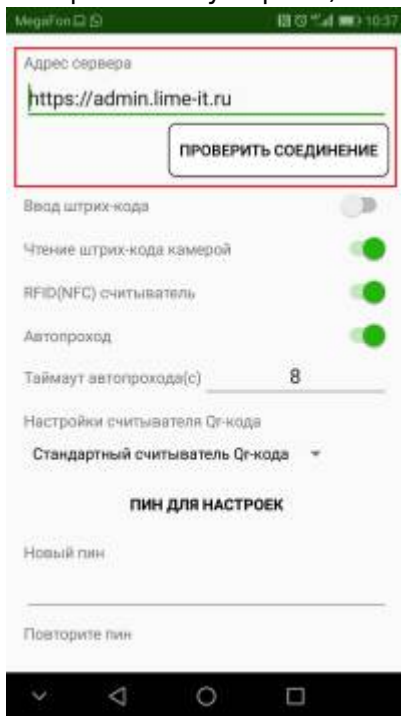 MegaFon 10:37
Адрес сервера
https://admin.lime-it.ru
ПРОВЕРИТЬ СОЕДИНЕНИЕ
Ввод штрих-кода
Чтение штрих-кода камерой
RFID(NFC) считыватель
Автопроход
Таймаут автопрохода(с) 8
Настройки считывателя Qr-кода
Стандартный считыватель Qr-кода
ПИН ДЛЯ НАСТРОЕК
Новый пин
Повторите пин